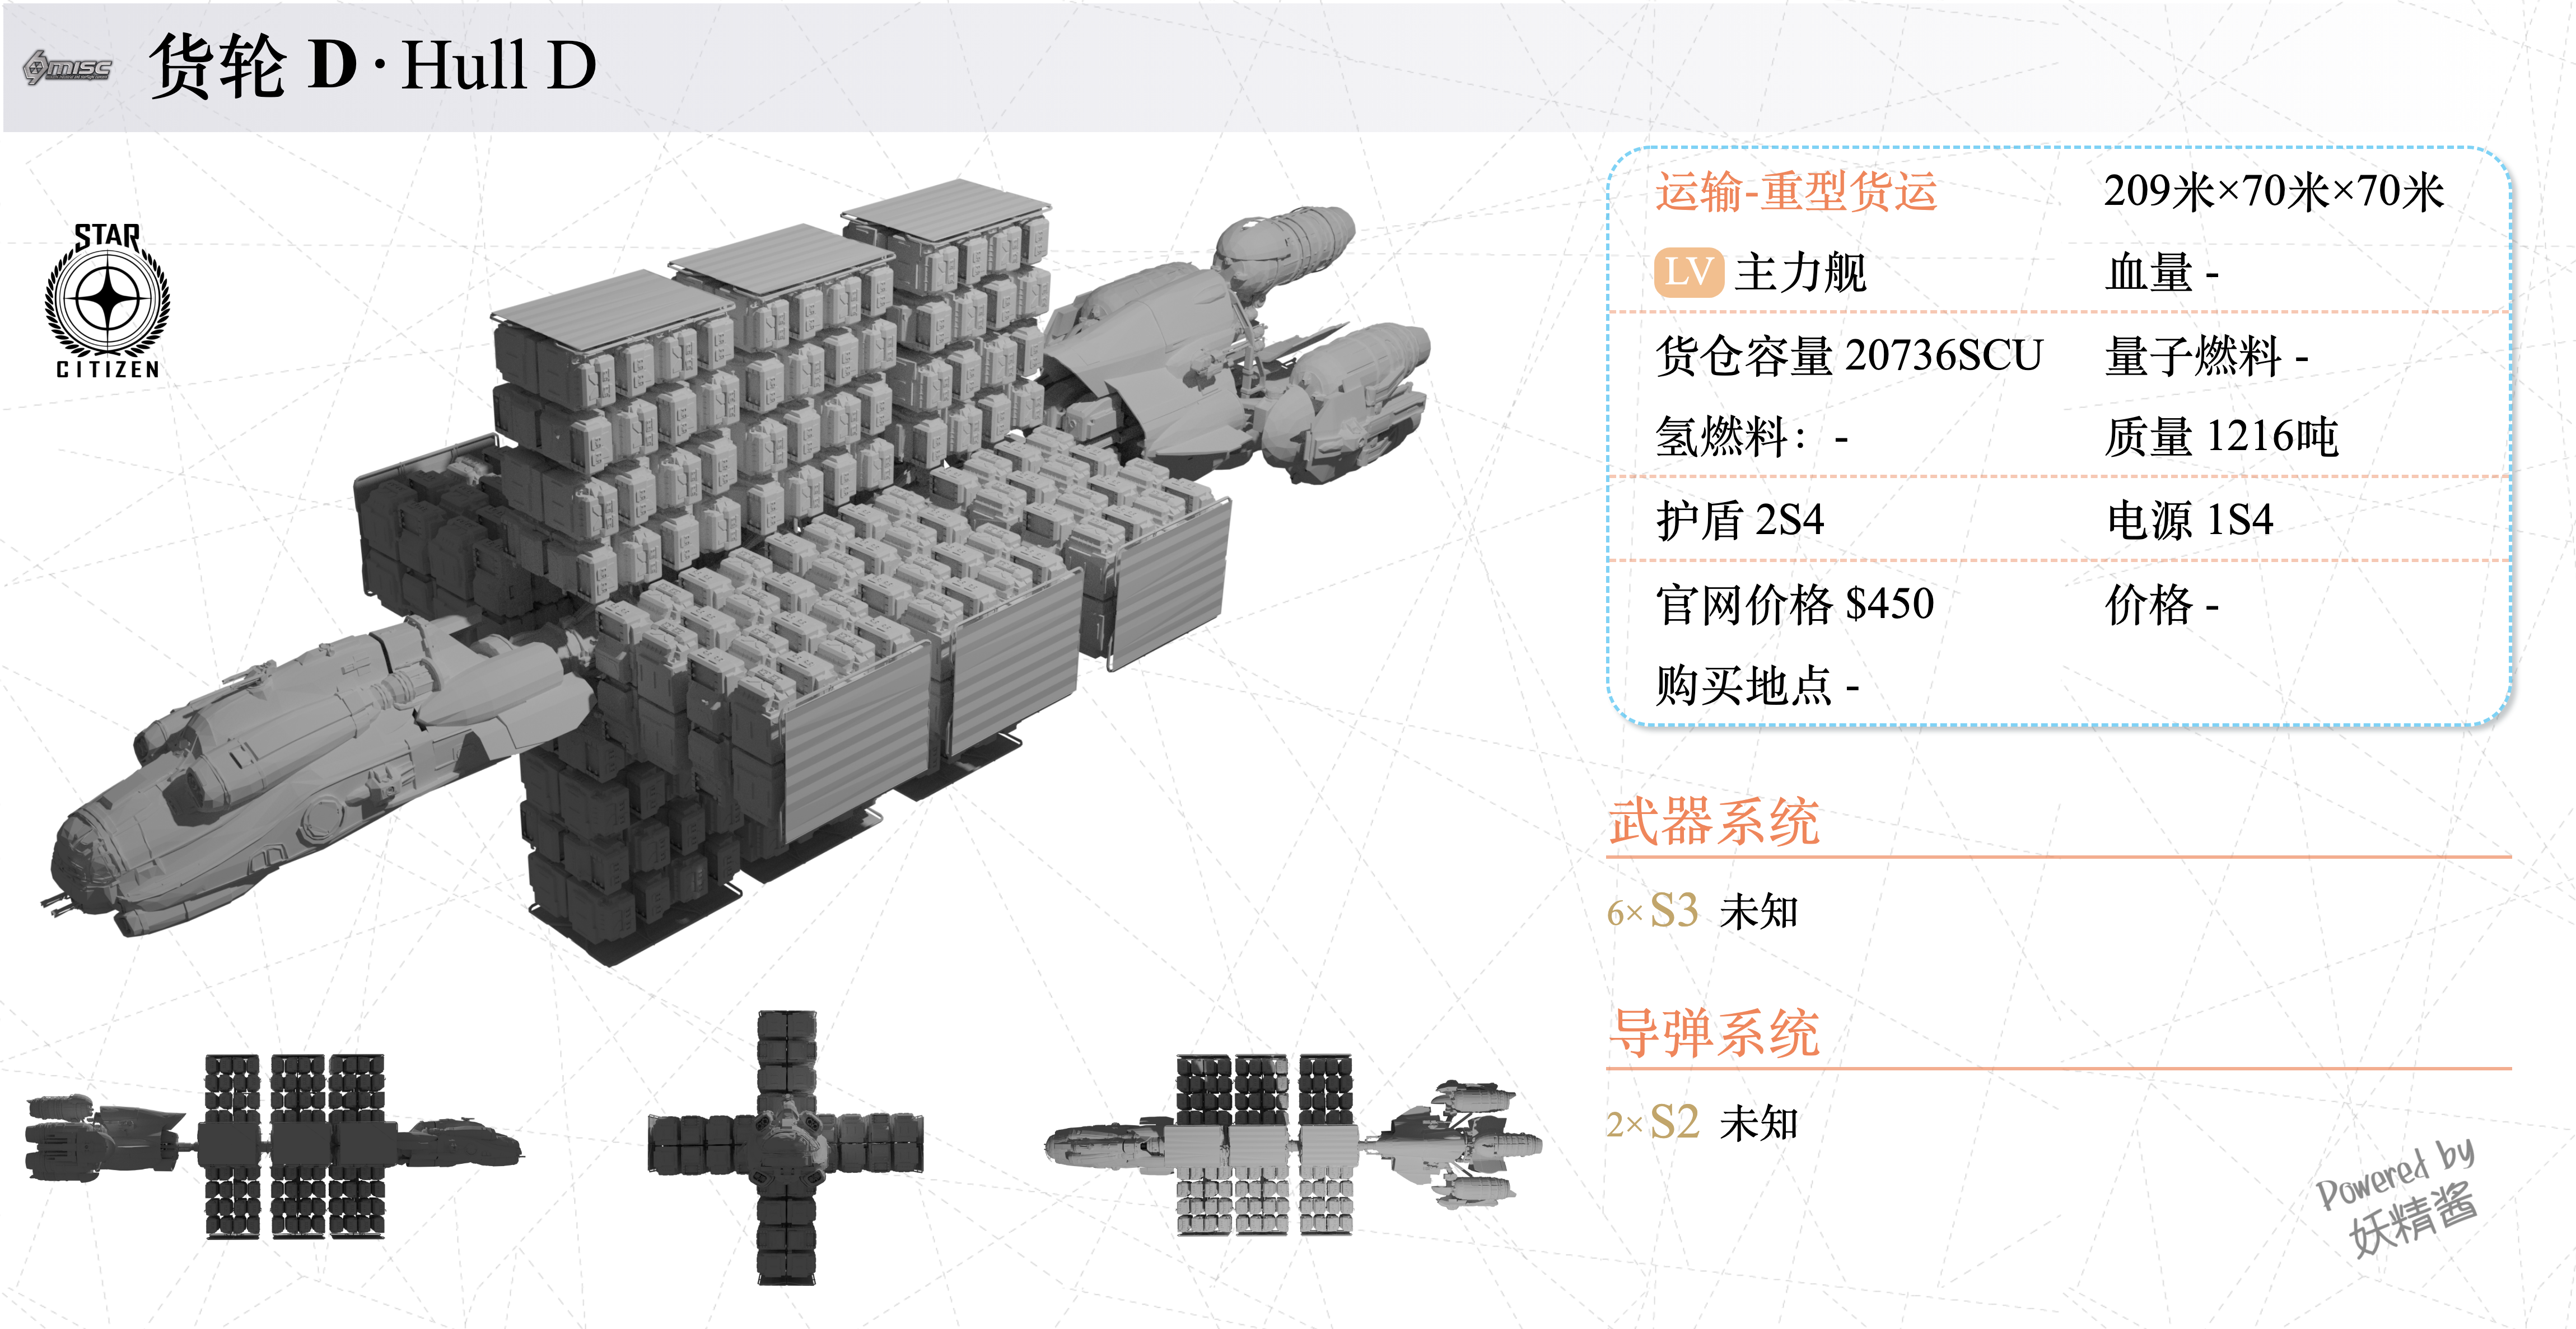 MISC 货轮 D · Hull D
STAR
CITIZEN
运输-重型货运 209米×70米×70米
LV 主力舰 血量 -
货仓容量 20736SCU 量子燃料 -
氢燃料：- 质量 1216吨
护盾 2S4 电源 1S4
官网价格 $450 价格 -
购买地点 -
武器系统
6× S3 未知
导弹系统
2× S2 未知
Powered by
妖精酱